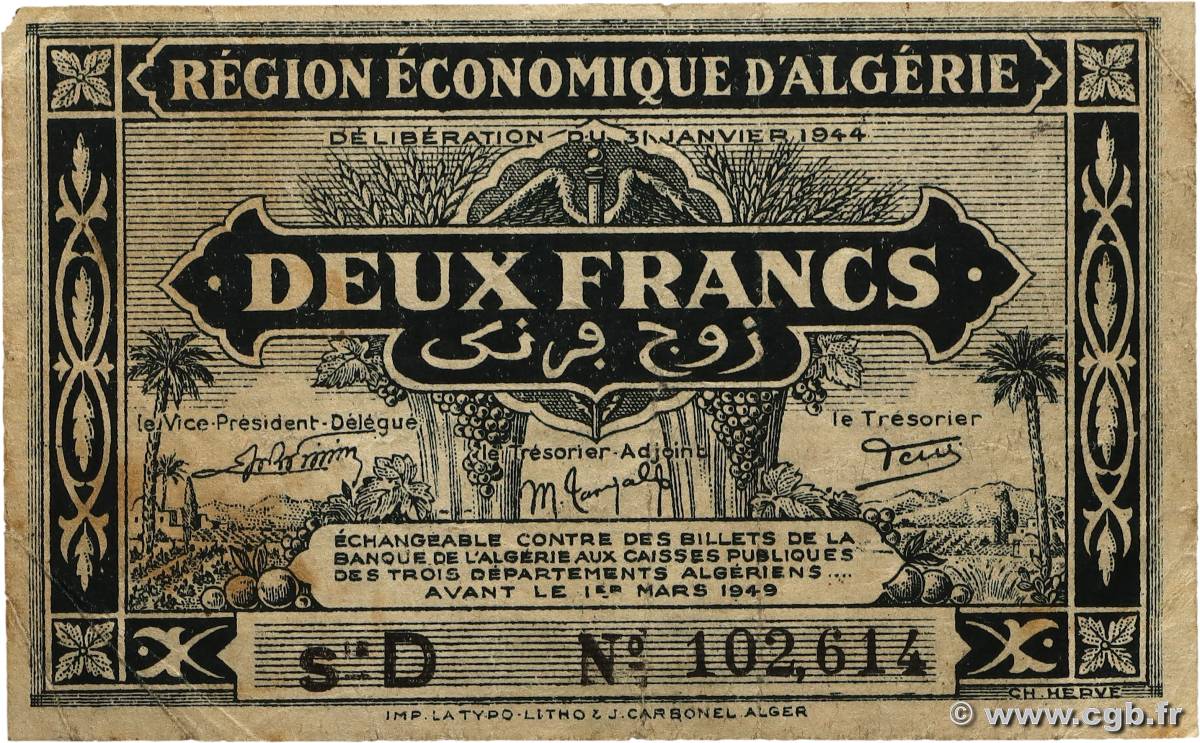 RÉGION ÉCONOMIQUE D'ALGÉRIE
DÉLIBÉRATION DU 31 JANVIER 1944
DEUX FRANCS
زوج فرنك
le Vice-Président-Délégué
le Trésorier-Adjoint
le Trésorier
ÉCHANGEABLE CONTRE DES BILLETS DE LA
BANQUE DE L'ALGÉRIE AUX CAISSES PUBLIQUES
DES TROIS DÉPARTEMENTS ALGÉRIENS....
AVANT LE 1ER MARS 1949
Sie D No 102,614
CH. HERVÉ
IMP. LA TYPO-LITHO & J. CARBONEL ALGER
© www.cgb.fr